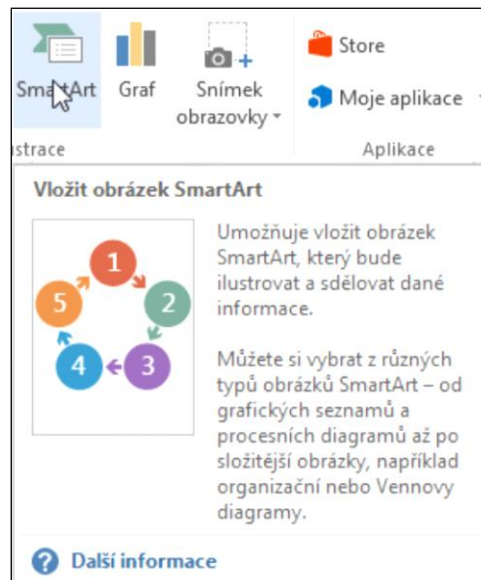 SmartArt
Graf
Snímek
obrazovky
Store
Moje aplikace
strace
Aplikace
Vložit obrázek SmartArt
1
2
3
4
5
Umožňuje vložit obrázek
SmartArt, který bude
ilustrovat a sdělovat dané
informace.
Můžete si vybrat z různých
typů obrázků SmartArt – od
grafických seznamů a
procesních diagramů až po
složitější obrázky, například
organizační nebo Vennovy
diagramy.
? Další informace